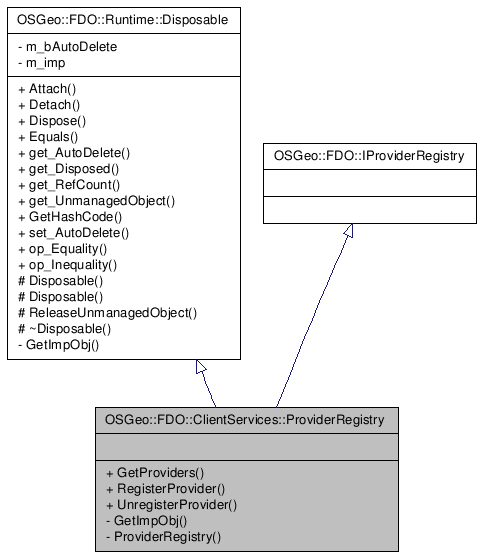 OSGeo::FDO::Runtime::Disposable
- m_bAutoDelete
- m_imp
+ Attach()
+ Detach()
+ Dispose()
+ Equals()
+ get_AutoDelete()
+ get_Disposed()
+ get_RefCount()
+ get_UnmanagedObject()
+ GetHashCode()
+ set_AutoDelete()
+ op_Equality()
+ op_Inequality()
# Disposable()
# Disposable()
# ReleaseUnmanagedObject()
# ~Disposable()
- GetImpObj()
OSGeo::FDO::IProviderRegistry
OSGeo::FDO::ClientServices::ProviderRegistry
+ GetProviders()
+ RegisterProvider()
+ UnregisterProvider()
- GetImpObj()
- ProviderRegistry()